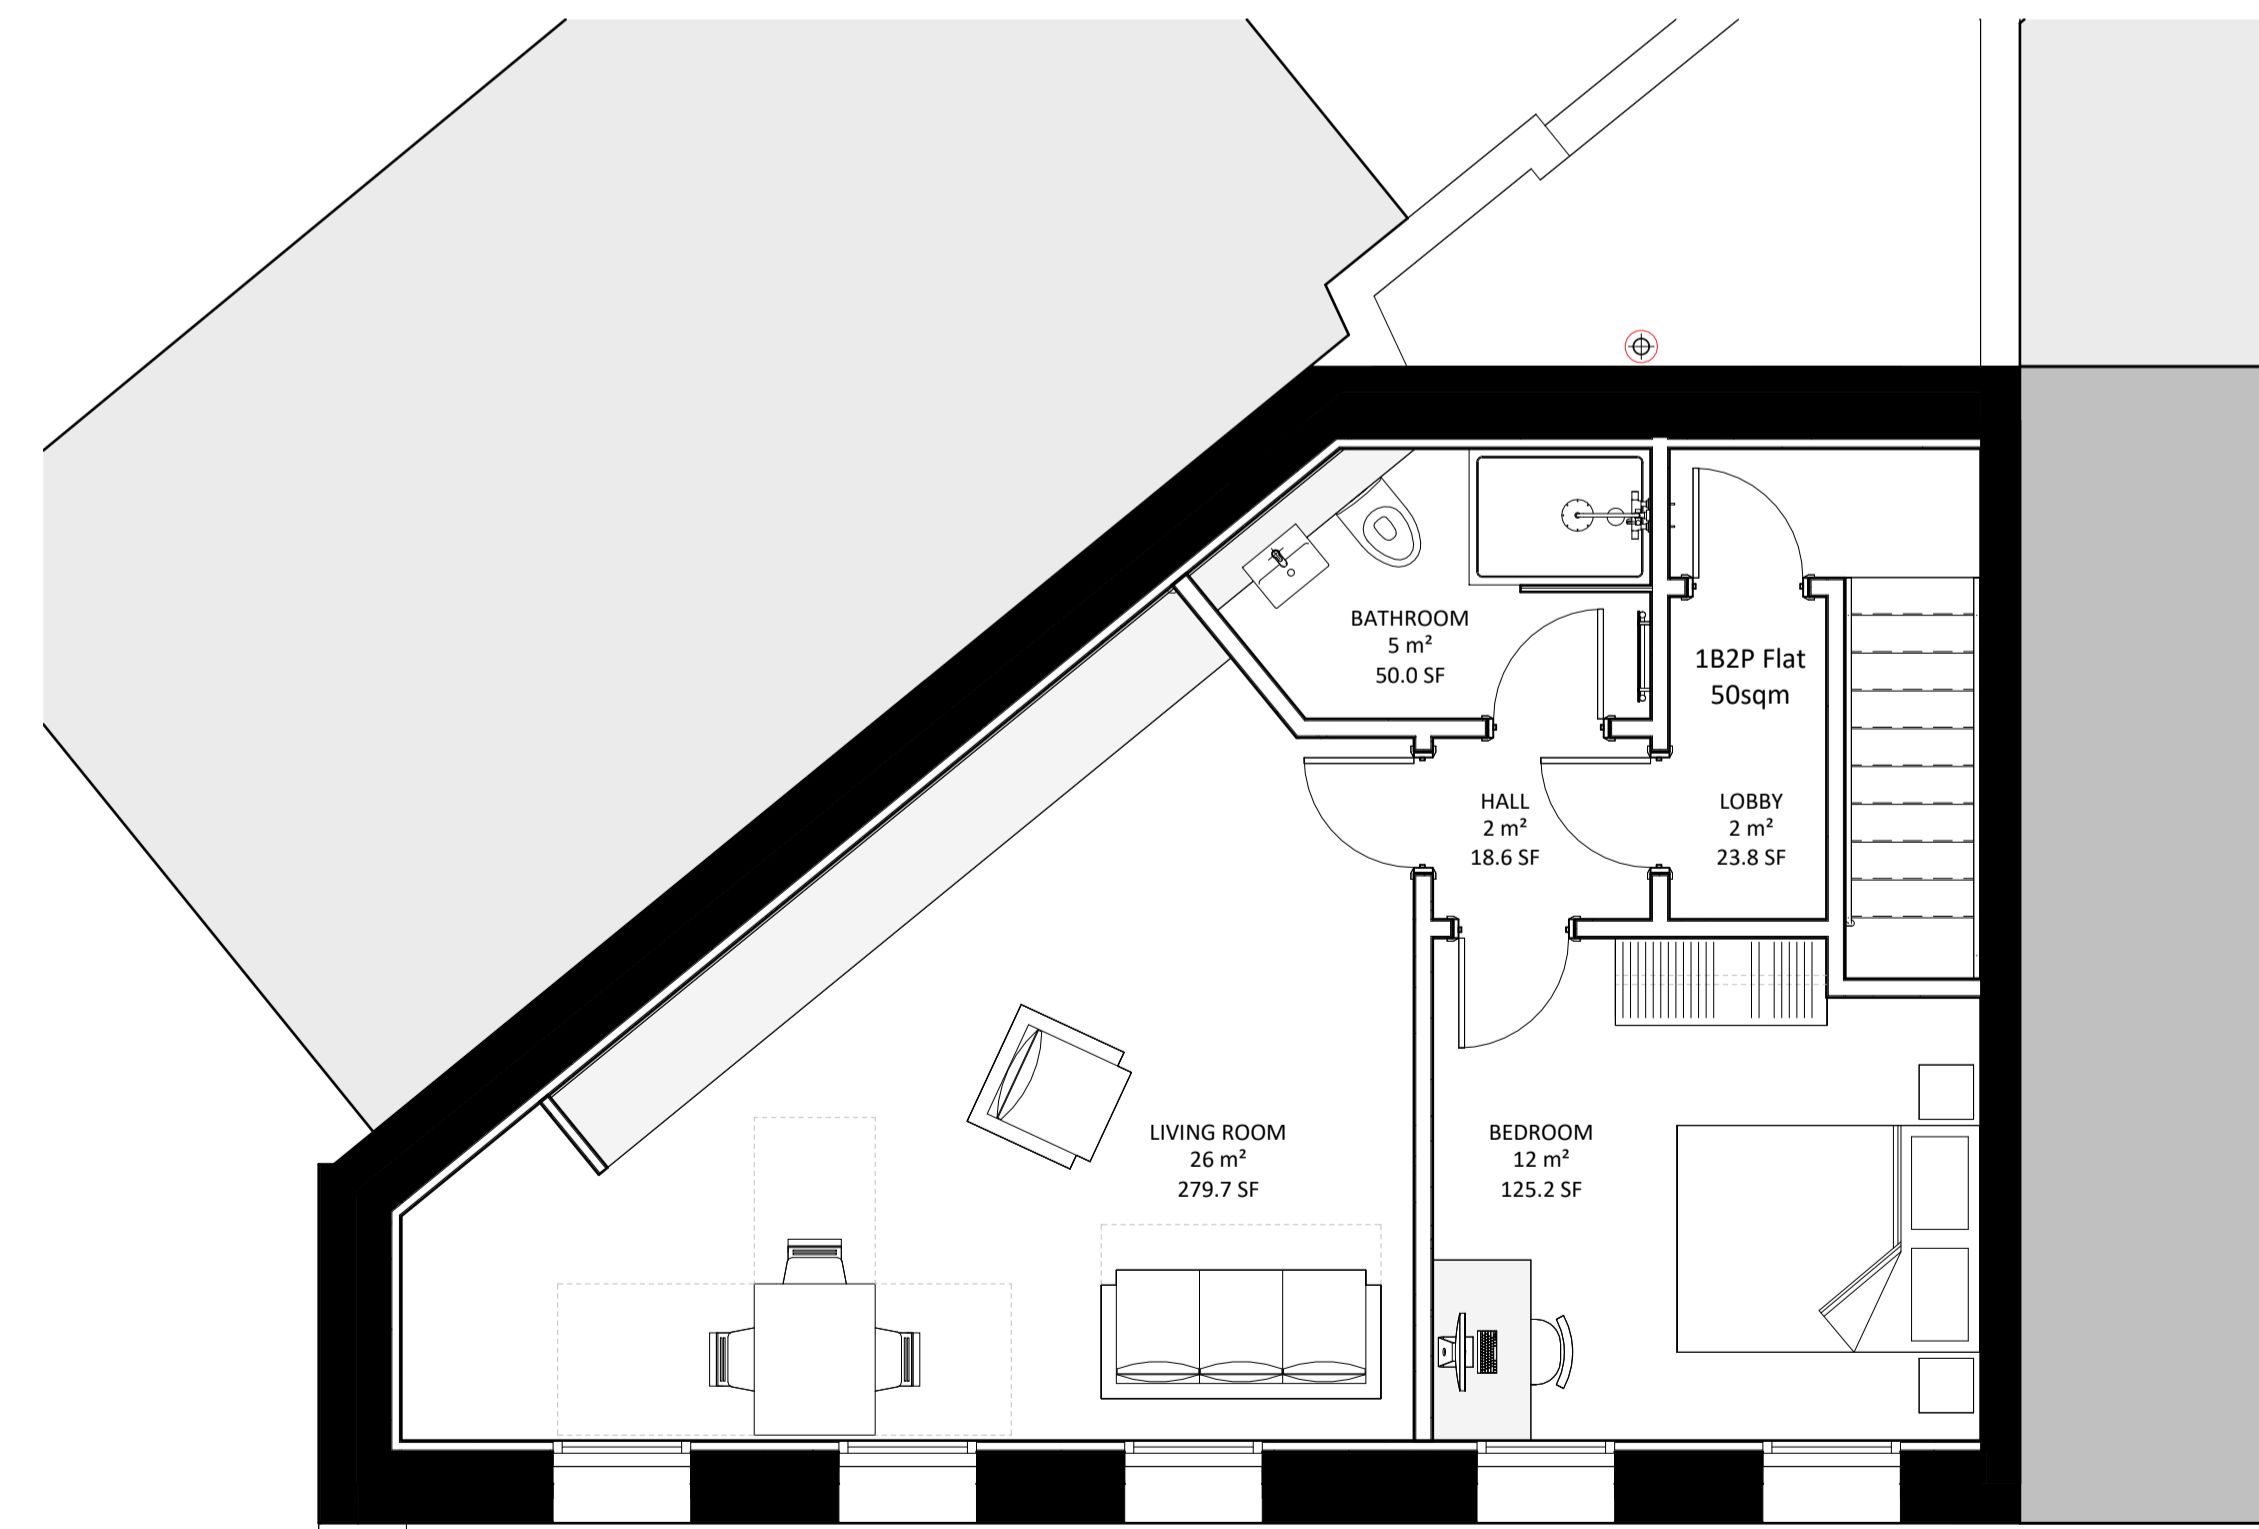 BATHROOM
5 m²
50.0 SF
1B2P Flat
50sqm
HALL
2 m²
18.6 SF
LOBBY
2 m²
23.8 SF
LIVING ROOM
26 m²
279.7 SF
BEDROOM
12 m²
125.2 SF